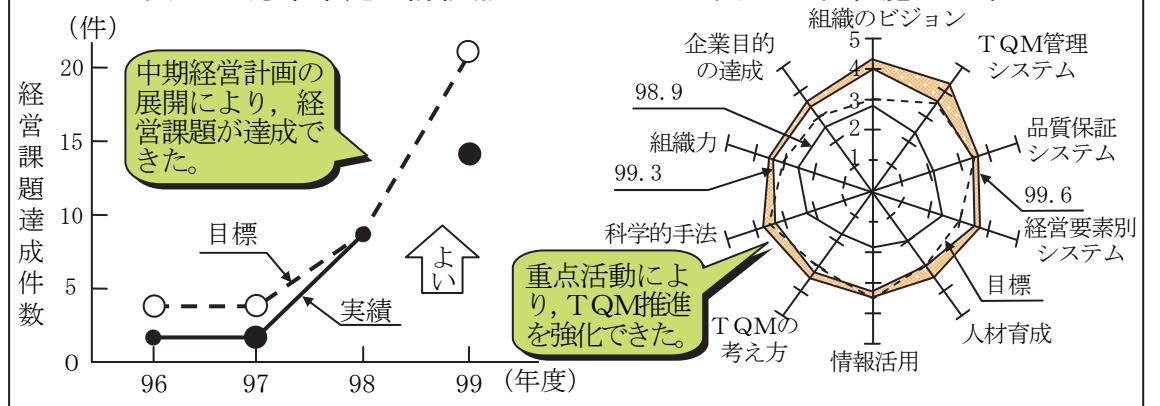 (件)
経営課題達成件数
20
15
10
5
0
96
97
98
99
(年度)
中期経営計画の
展開により，経
営課題が達成で
きた。
目標
実績
よい
組織のビジョン
5
4
3
2
1
TQM管理
システム
品質保証
システム
経営要素別
システム
人材育成
情報活用
TQMの
考え方
科学的手法
組織力
企業目的
の達成
98.9
99.3
99.6
目標
重点活動によ
り，TQM推進
を強化できた。